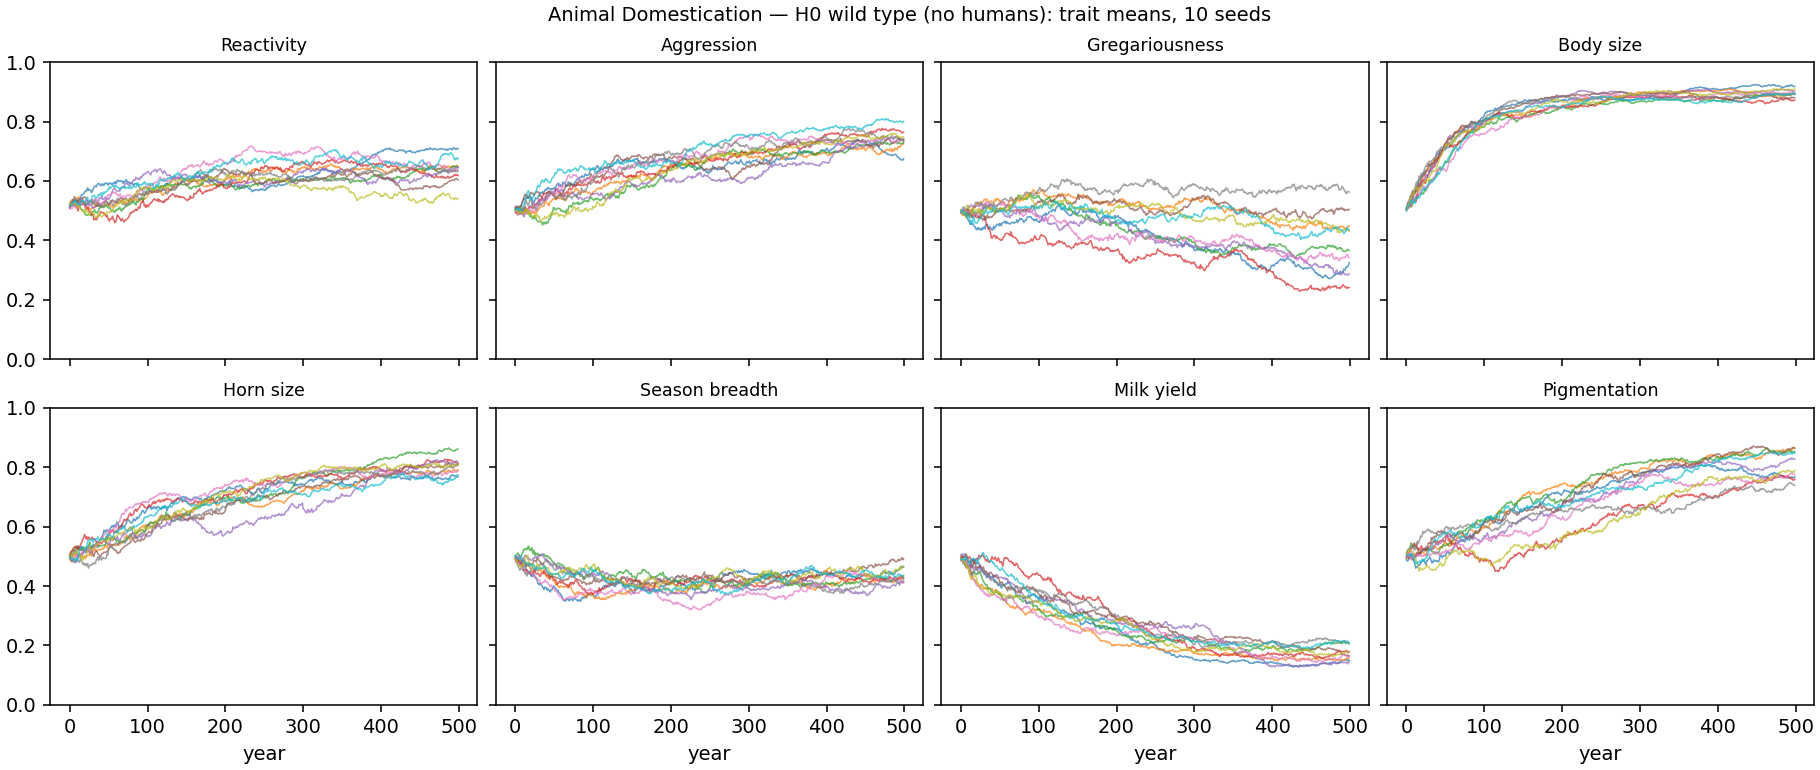 Animal Domestication — H0 wild type (no humans): trait means, 10 seeds
Reactivity
Aggression
Gregariousness
Body size
1.0
0.8
0.6
0.4
0.2
0.0
Horn size
Season breadth
Milk yield
Pigmentation
1.0
0.8
0.6
0.4
0.2
0.0
0 100 200 300 400 500
0 100 200 300 400 500
0 100 200 300 400 500
0 100 200 300 400 500
year
year
year
year